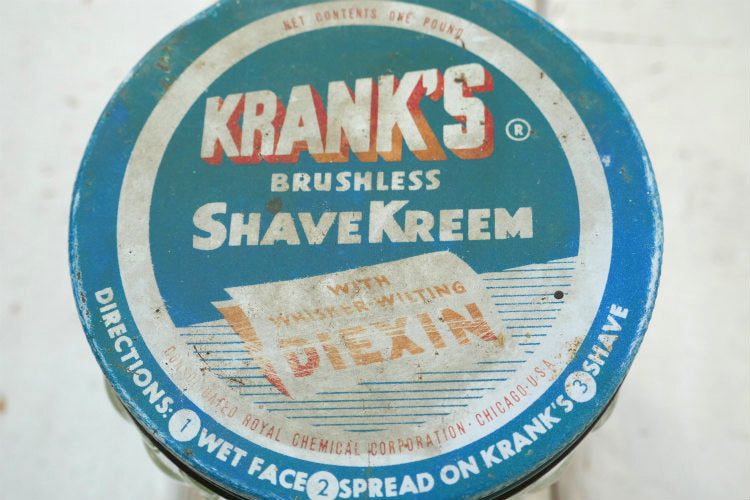 NET CONTENTS ONE POUND
KRANK'S ®
BRUSHLESS
SHAVE KREEM
WITH
WHISKER-WILTING
DIEXIN
CONSOLIDATED ROYAL CHEMICAL CORPORATION · CHICAGO · U · S · A ·
DIRECTIONS: 1 WET FACE 2 SPREAD ON KRANK'S 3 SHAVE